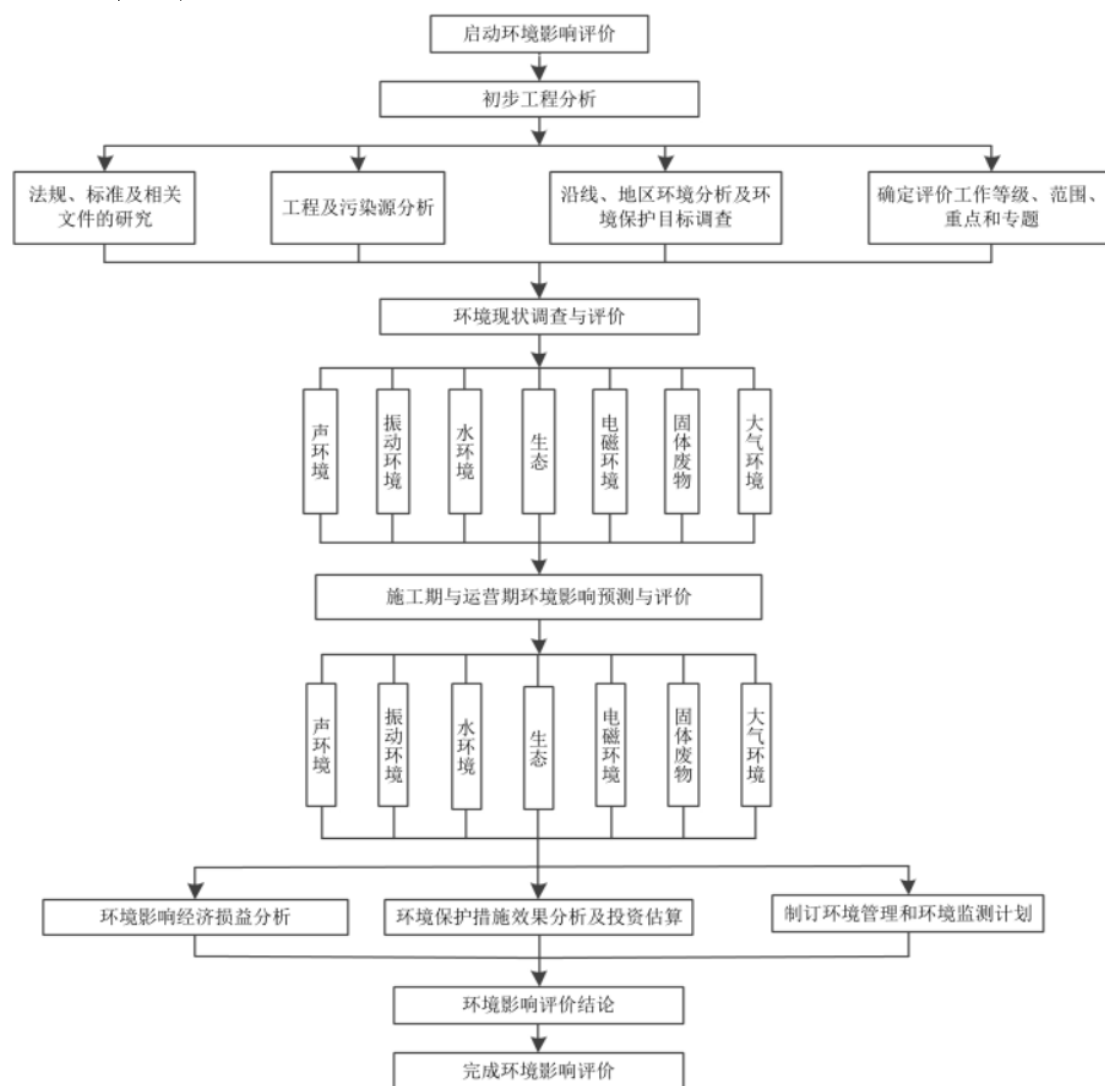 启动环境影响评价
初步工程分析
法规、标准及相关
文件的研究
工程及污染源分析
沿线、地区环境分析及环
境保护目标调查
确定评价工作等级、范围、
重点和专题
环境现状调查与评价
声环境
振动环境
水环境
生态
电磁环境
固体废物
大气环境
施工期与运营期环境影响预测与评价
声环境
振动环境
水环境
生态
电磁环境
固体废物
大气环境
环境影响经济损益分析
环境保护措施效果分析及投资估算
制订环境管理和环境监测计划
环境影响评价结论
完成环境影响评价